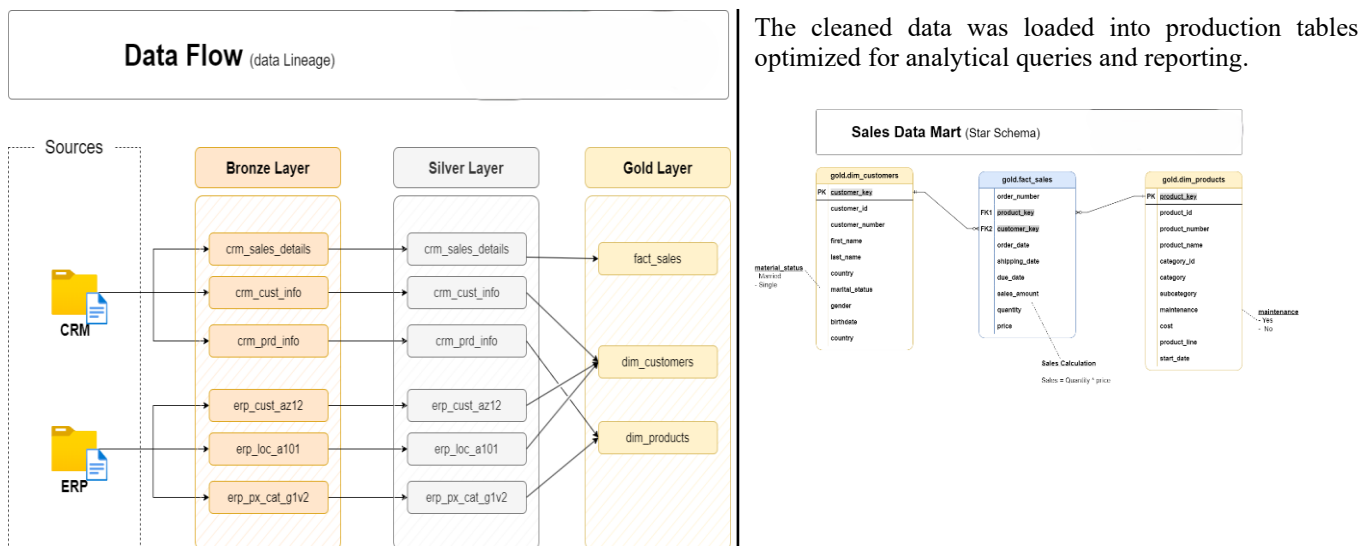 Data Flow (data Lineage)
Sources
Bronze Layer
Silver Layer
Gold Layer
CRM
ERP
crm_sales_details
crm_cust_info
crm_prd_info
erp_cust_az12
erp_loc_a101
erp_px_cat_g1v2
crm_sales_details
crm_cust_info
crm_prd_info
erp_cust_az12
erp_loc_a101
erp_px_cat_g1v2
fact_sales
dim_customers
dim_products
The cleaned data was loaded into production tables
optimized for analytical queries and reporting.
Sales Data Mart (Star Schema)
gold.dim_customers
PK customer_key
customer_id
customer_number
first_name
last_name
country
marital_status
gender
birthdate
country
material_status
- Married
- Single
gold.fact_sales
order_number
FK1 product_key
FK2 customer_key
order_date
shipping_date
due_date
sales_amount
quantity
price
Sales Calculation
Sales = Quantity * price
gold.dim_products
PK product_key
product_id
product_number
product_name
category_id
category
subcategory
maintenance
cost
product_line
start_date
maintenance
- Yes
- No